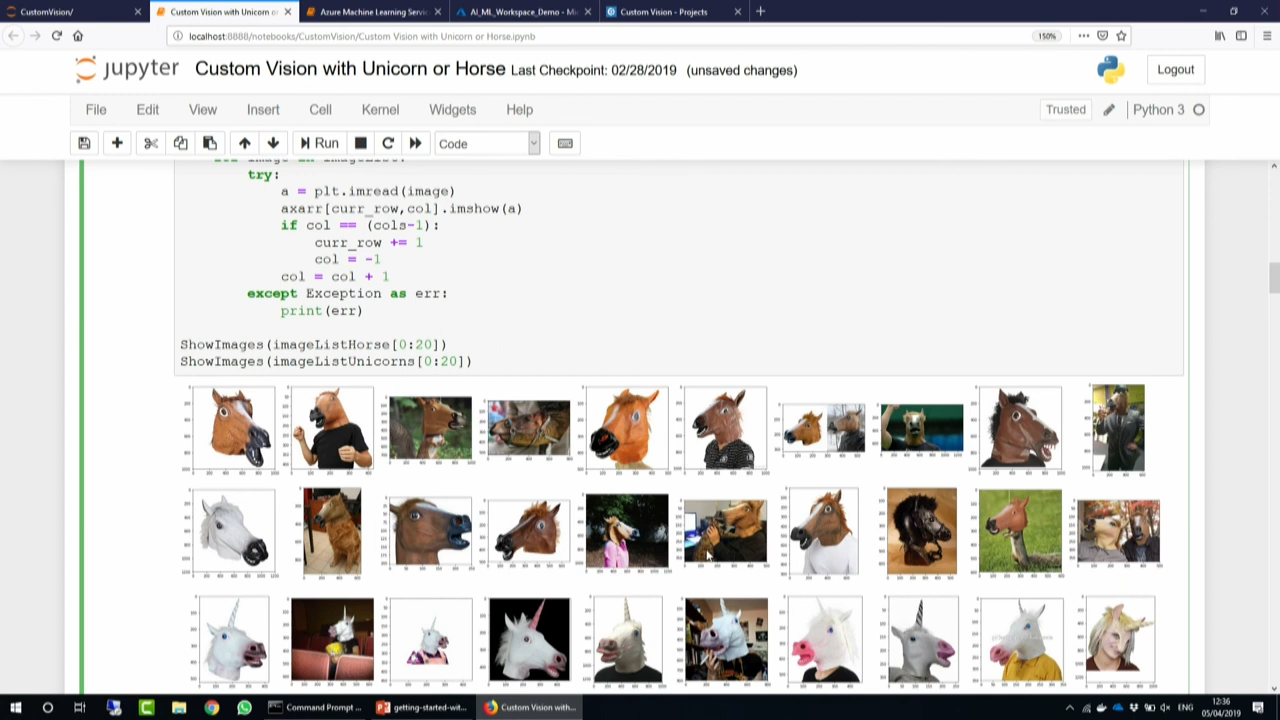 CustomVision/
Custom Vision with Unicorn or
Azure Machine Learning Servic
AI_ML_Workspace_Demo - Mi
Custom Vision - Projects
localhost:8888/notebooks/CustomVision/Custom Vision with Unicorn or Horse.ipynb
150%
jupyter Custom Vision with Unicorn or Horse Last Checkpoint: 02/28/2019 (unsaved changes)
Logout
File Edit View Insert Cell Kernel Widgets Help
Trusted
Python 3
Run
Code
try:
a = plt.imread(image)
axarr[curr_row,col].imshow(a)
if col == (cols-1):
curr_row += 1
col = -1
col = col + 1
except Exception as err:
print(err)
ShowImages(imageListHorse[0:20])
ShowImages(imageListUnicorns[0:20])
Command Prompt ...
getting-started-wit...
Custom Vision with...
ENG
12:36
05/04/2019